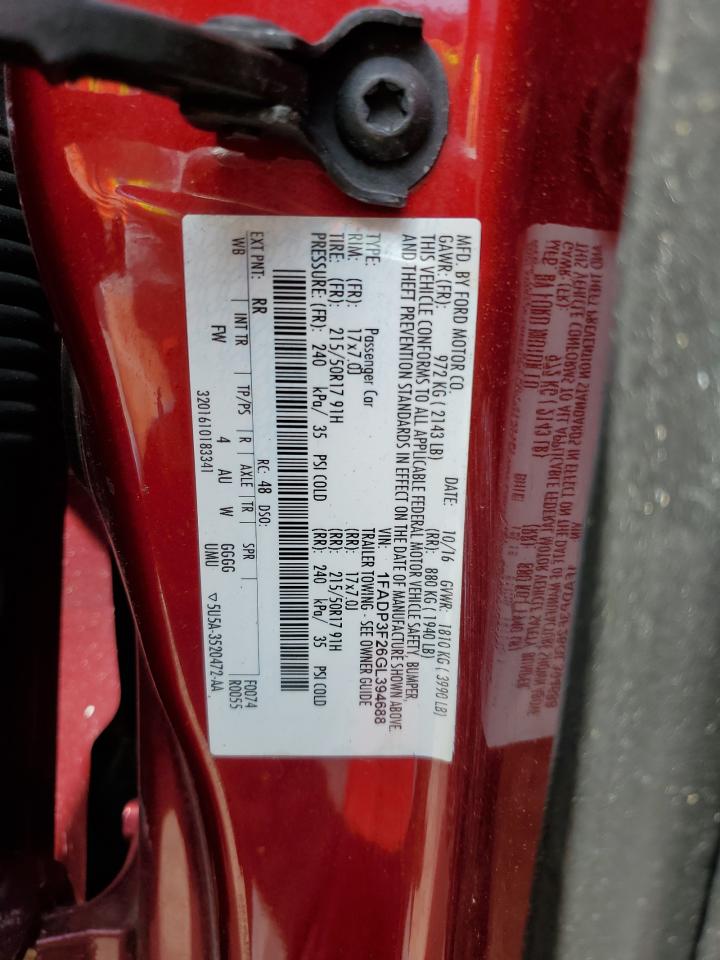 MFD. BY FORD MOTOR CO.
DATE: 10/16 GVWR: 1810 KG ( 3990 LB)
GAWR: (FR): 972 KG ( 2143 LB) (RR): 880 KG ( 1940 LB)
THIS VEHICLE CONFORMS TO ALL APPLICABLE FEDERAL MOTOR VEHICLE SAFETY, BUMPER,
AND THEFT PREVENTION STANDARDS IN EFFECT ON THE DATE OF MANUFACTURE SHOWN ABOVE.
VIN: 1FADP3F26GL394688
TYPE: Passenger Car TRAILER TOWING - SEE OWNER GUIDE
RIM: (FR): 17x7.0J (RR): 17x7.0J
TIRE: (FR): 215/50R17 91H (RR): 215/50R17 91H
PRESSURE: (FR): 240 kPa/ 35 PSI COLD (RR): 240 kPa/ 35 PSI COLD
EXT PNT: RR RC: 48 DSO: F0074
WB INT TR TP/PS R AXLE TR SPR R0055
FW 4 AU W GGGG UMU
3201610183341 ▽5U5A-3520472-AA